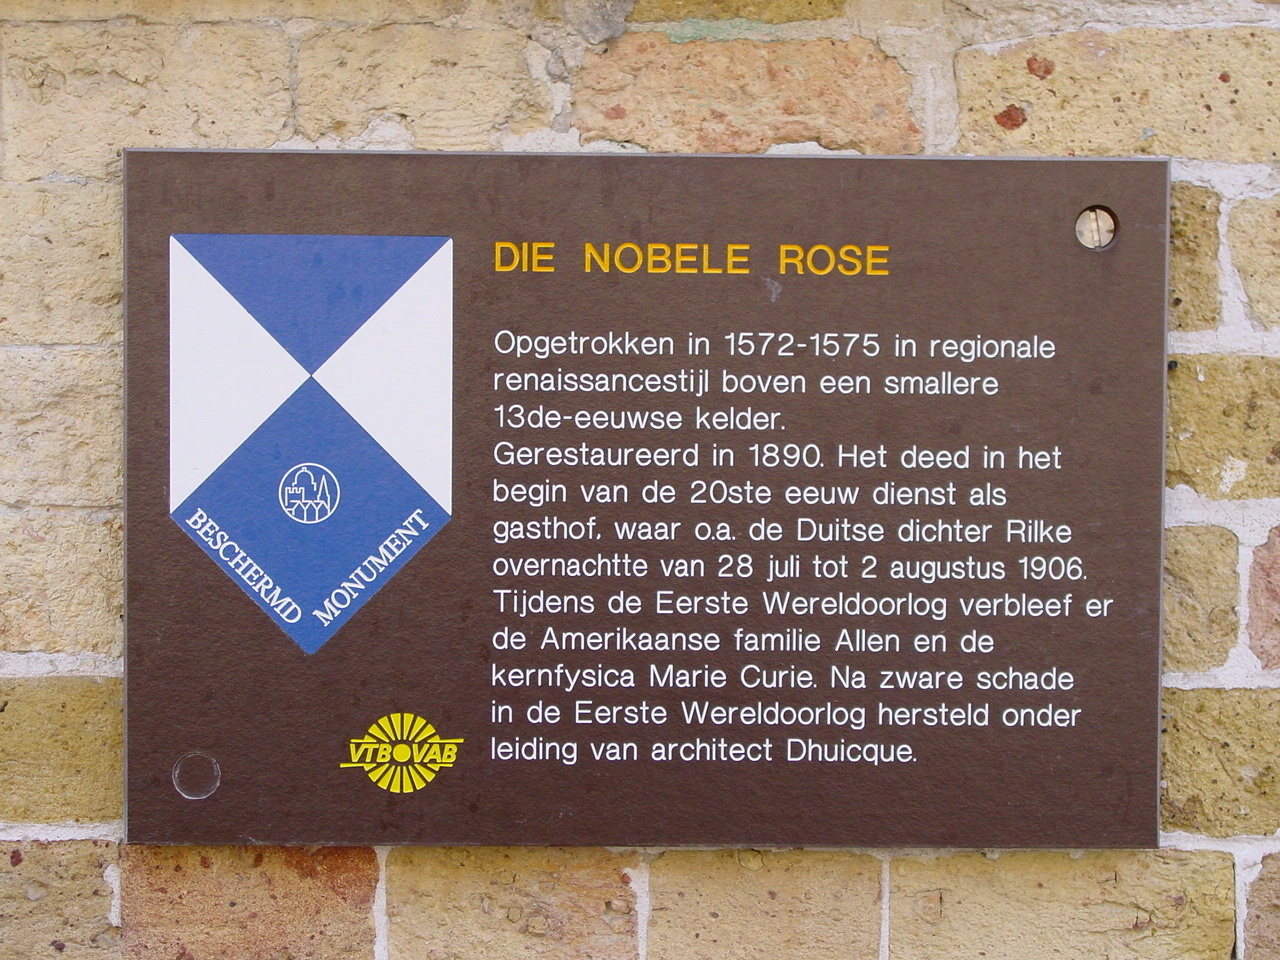 DIE NOBELE ROSE
Opgetrokken in 1572-1575 in regionale
renaissancestijl boven een smallere
13de-eeuwse kelder.
Gerestaureerd in 1890. Het deed in het
begin van de 20ste eeuw dienst als
gasthof, waar o.a. de Duitse dichter Rilke
overnachtte van 28 juli tot 2 augustus 1906.
Tijdens de Eerste Wereldoorlog verbleef er
de Amerikaanse familie Allen en de
kernfysica Marie Curie. Na zware schade
in de Eerste Wereldoorlog hersteld onder
leiding van architect Dhuicque.
BESCHERMD
MONUMENT
VTB VAB